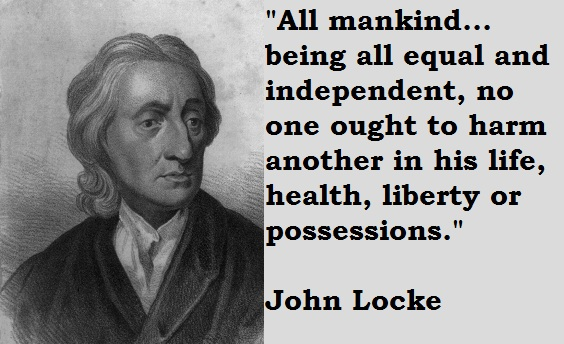 "All mankind...
being all equal and
independent, no
one ought to harm
another in his life,
health, liberty or
possessions."
John Locke